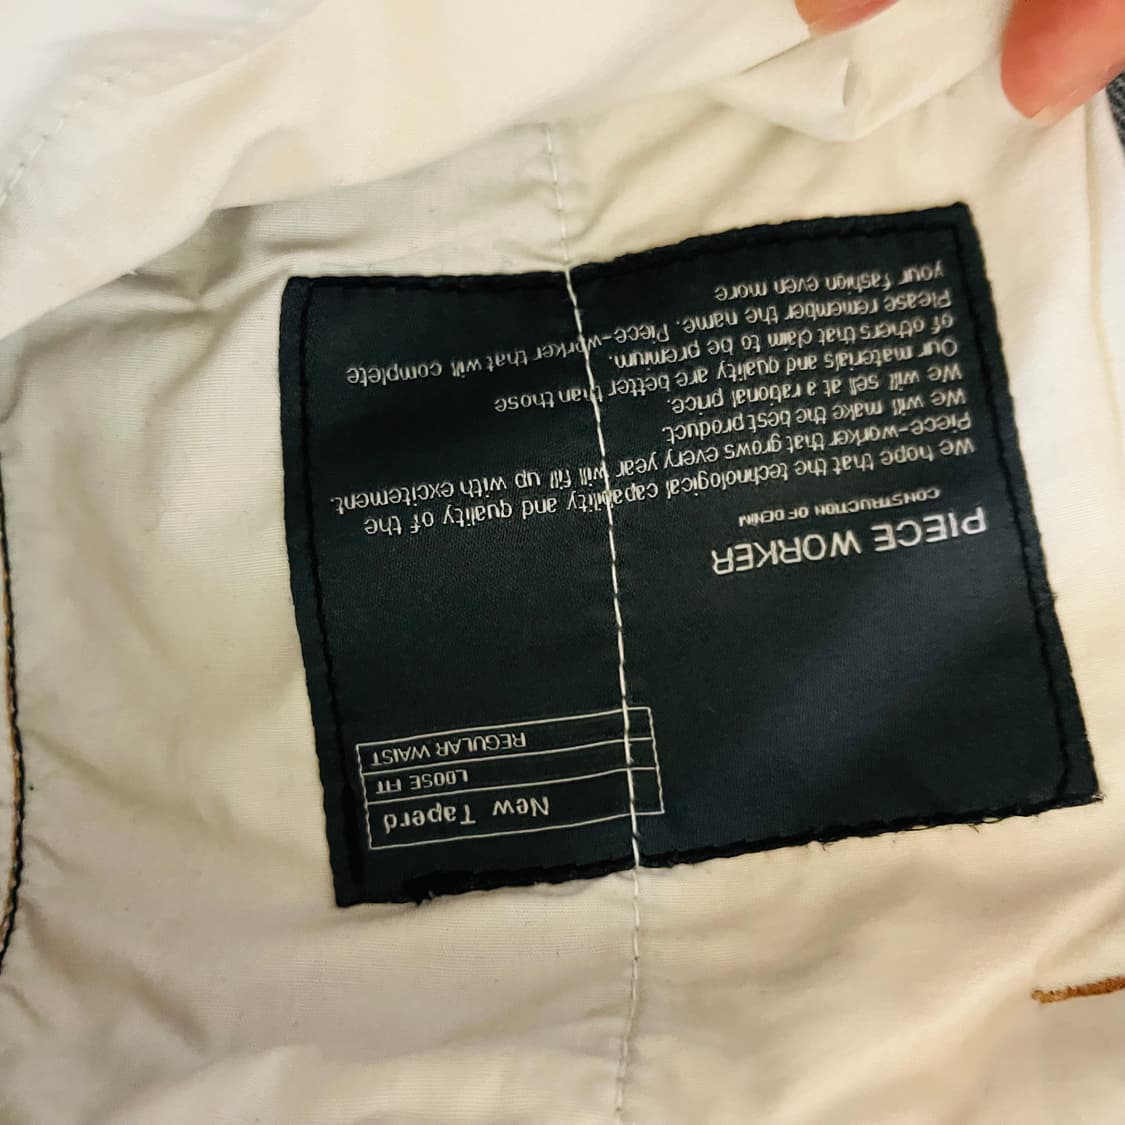 New Taperd
LOOSE FIT
REGULAR WAIST
PIECE WORKER
CONSTRUCTION OF DENIM
We hope that the technological capability and quality of the
Piece-worker that grows every year will fill up with excitement.
We will make the best product.
We will sell at a rational price.
Our materials and quality are better than those
of others that claim to be premium.
Please remember the name. Piece-worker that will complete
your fashion even more